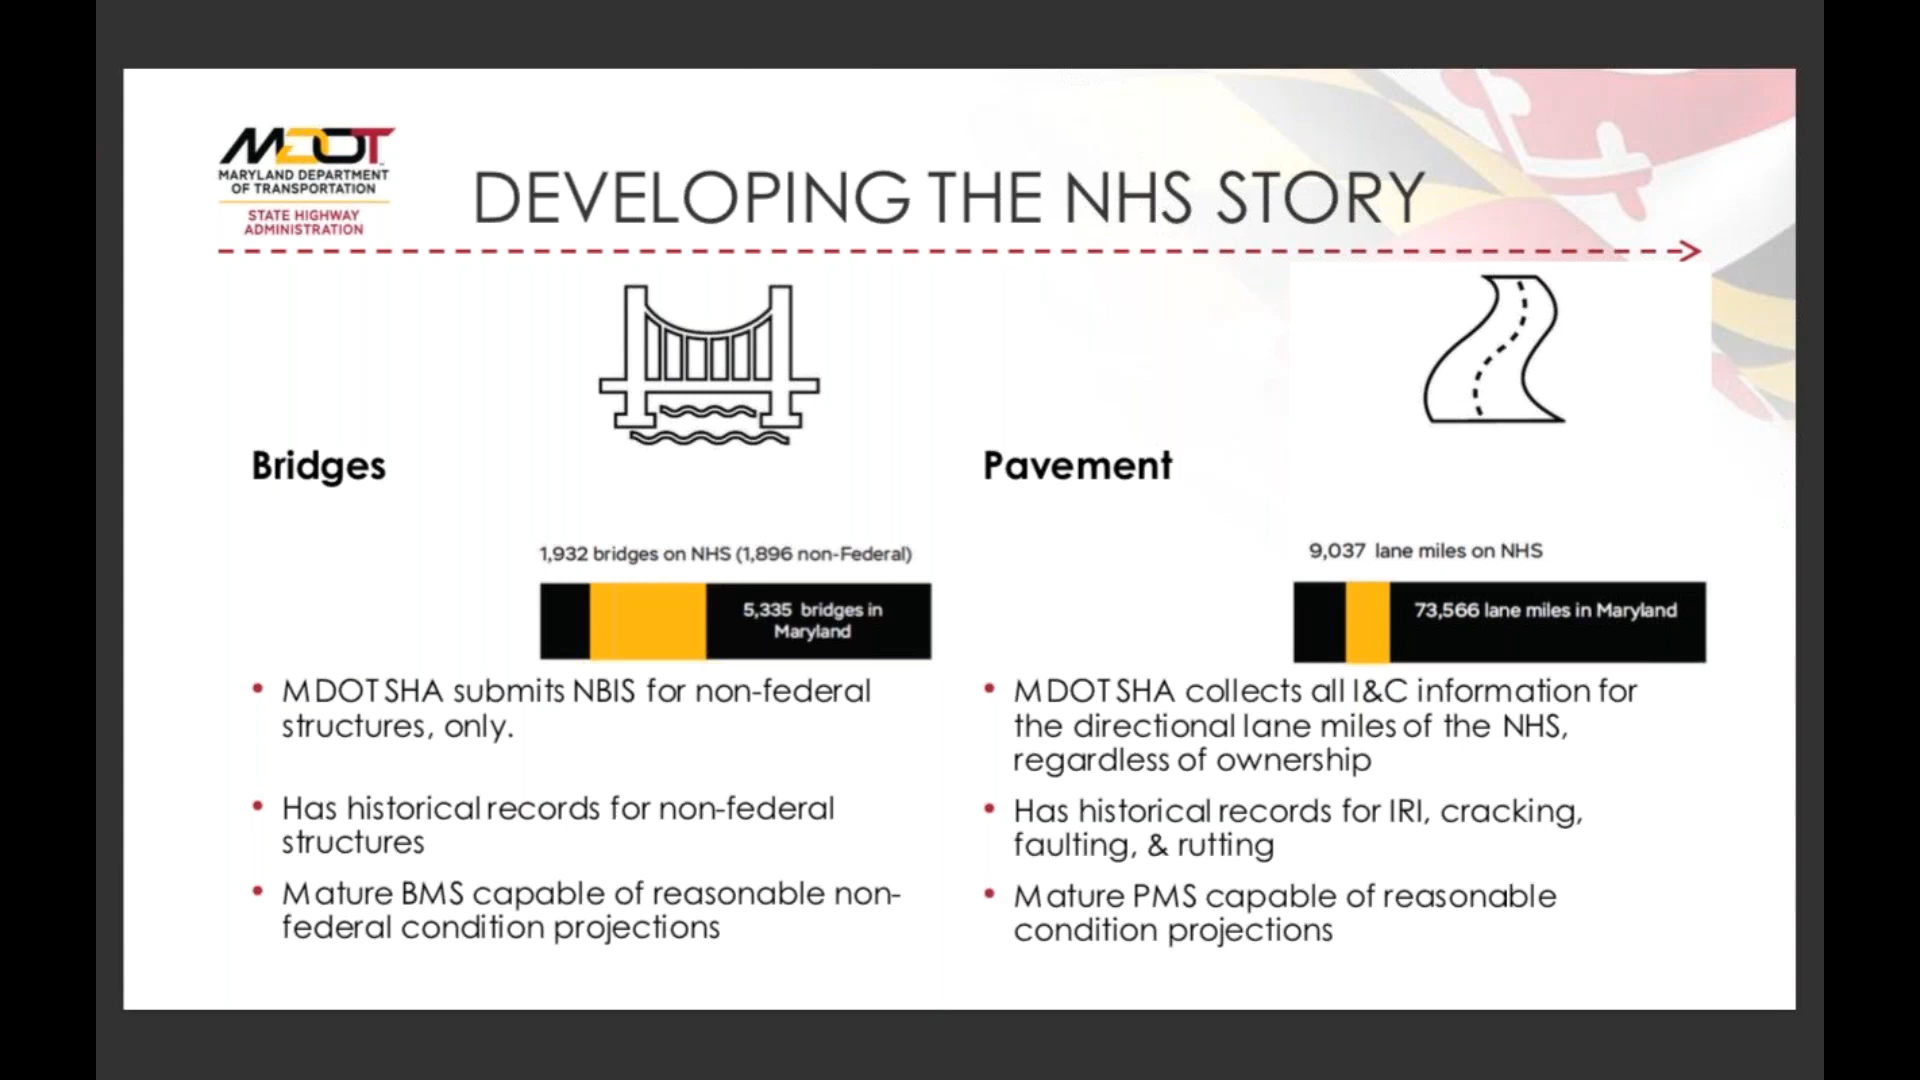 MDOT
MARYLAND DEPARTMENT
OF TRANSPORTATION
STATE HIGHWAY
ADMINISTRATION
DEVELOPING THE NHS STORY
Bridges
1,932 bridges on NHS (1,896 non-Federal)
5,335 bridges in
Maryland
• MDOT SHA submits NBIS for non-federal
structures, only.
• Has historical records for non-federal
structures
• Mature BMS capable of reasonable non-
federal condition projections
Pavement
9,037 lane miles on NHS
73,566 lane miles in Maryland
• MDOT SHA collects all I&C information for
the directional lane miles of the NHS,
regardless of ownership
• Has historical records for IRI, cracking,
faulting, & rutting
• Mature PMS capable of reasonable
condition projections